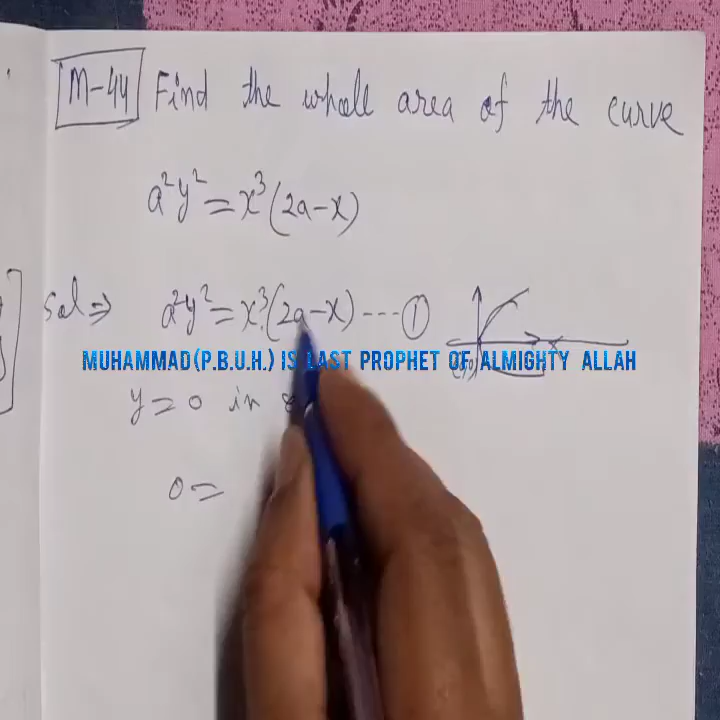 M-44 Find the whole area of the curve
a²y² = x³(2a-x)
Sol ⇒ a²y² = x³(2a-x) --- ①
MUHAMMAD(P.B.U.H.) IS LAST PROPHET OF ALMIGHTY ALLAH
y = 0 in
0 =